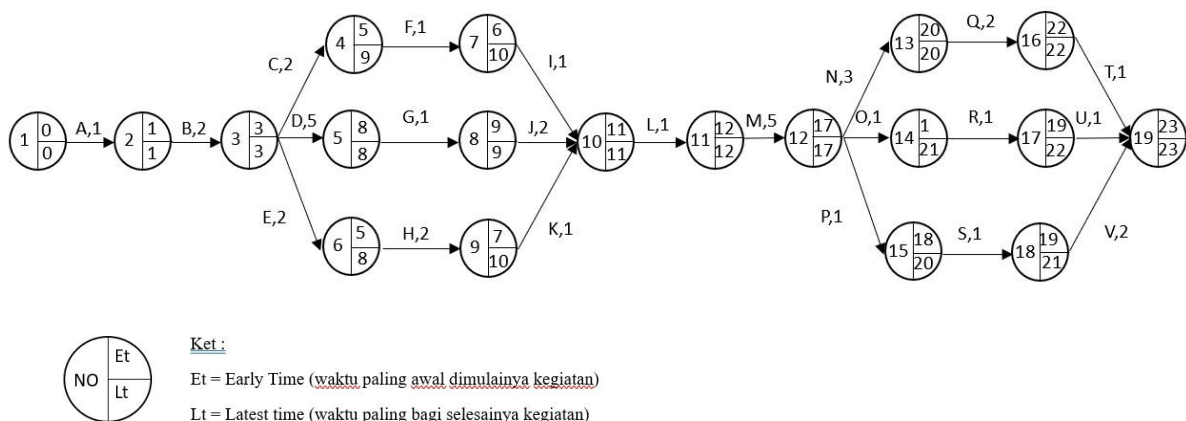 C,2
4 5 9
F,1
7 6 10
I,1
N,3
13 20 20
Q,2
16 22 22
T,1
1 0 0
A,1
2 1 1
B,2
3 3 3
D,5
5 8 8
G,1
8 9 9
J,2
10 11 11
L,1
11 12 12
M,5
12 17 17
O,1
14 1 21
R,1
17 19 22
U,1
19 23 23
E,2
6 5 8
H,2
9 7 10
K,1
P,1
15 18 20
S,1
18 19 21
V,2
NO Et Lt
Ket :
Et = Early Time (waktu paling awal dimulainya kegiatan)
Lt = Latest time (waktu paling bagi selesainya kegiatan)